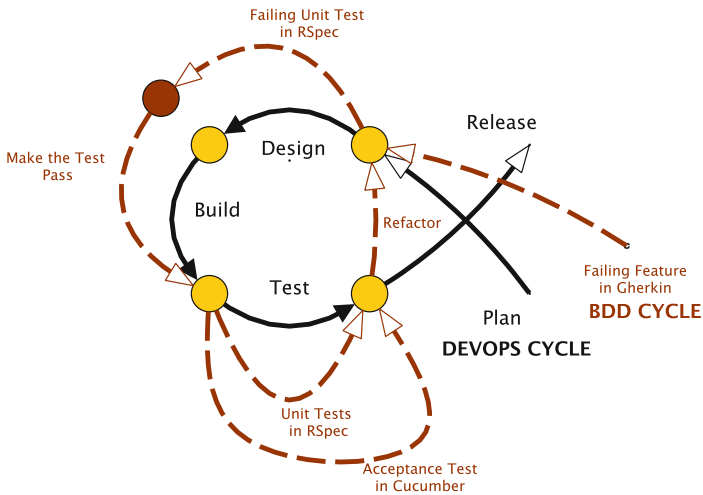 Failing Unit Test
in RSpec
Release
Design
Make the Test
Pass
Build
Refactor
Failing Feature
in Gherkin
BDD CYCLE
Test
Plan
DEVOPS CYCLE
Unit Tests
in RSpec
Acceptance Test
in Cucumber